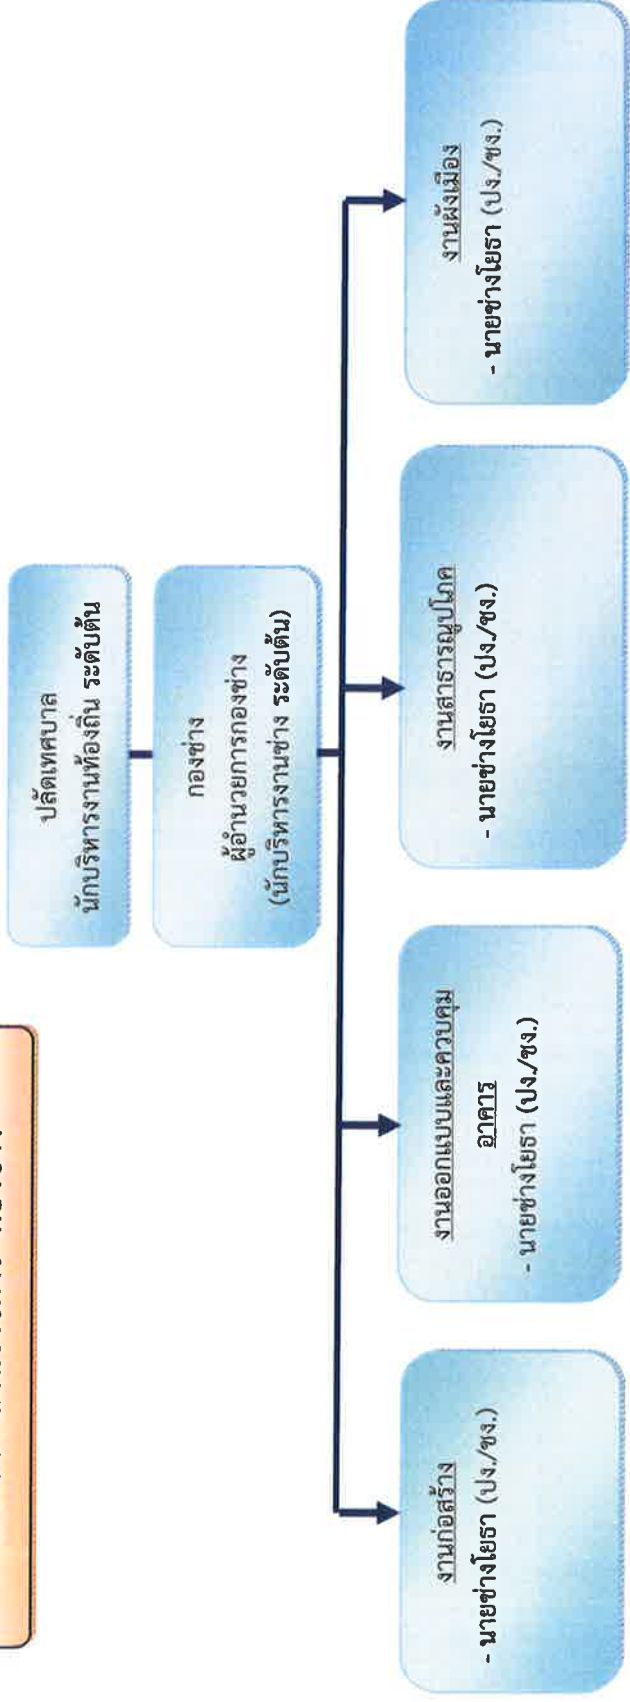 ปลัดเทศบาล
นักบริหารงานท้องถิ่น ระดับต้น
กองช่าง
ผู้อำนวยการกองช่าง
(นักบริหารงานช่าง ระดับต้น)
งานก่อสร้าง
- นายช่างโยธา (ปง./ชง.)
งานออกแบบและควบคุม
อาคาร
- นายช่างโยธา (ปง./ชง.)
งานสาธารณูปโภค
- นายช่างโยธา (ปง./ชง.)
งานผังเมือง
- นายช่างโยธา (ปง./ชง.)